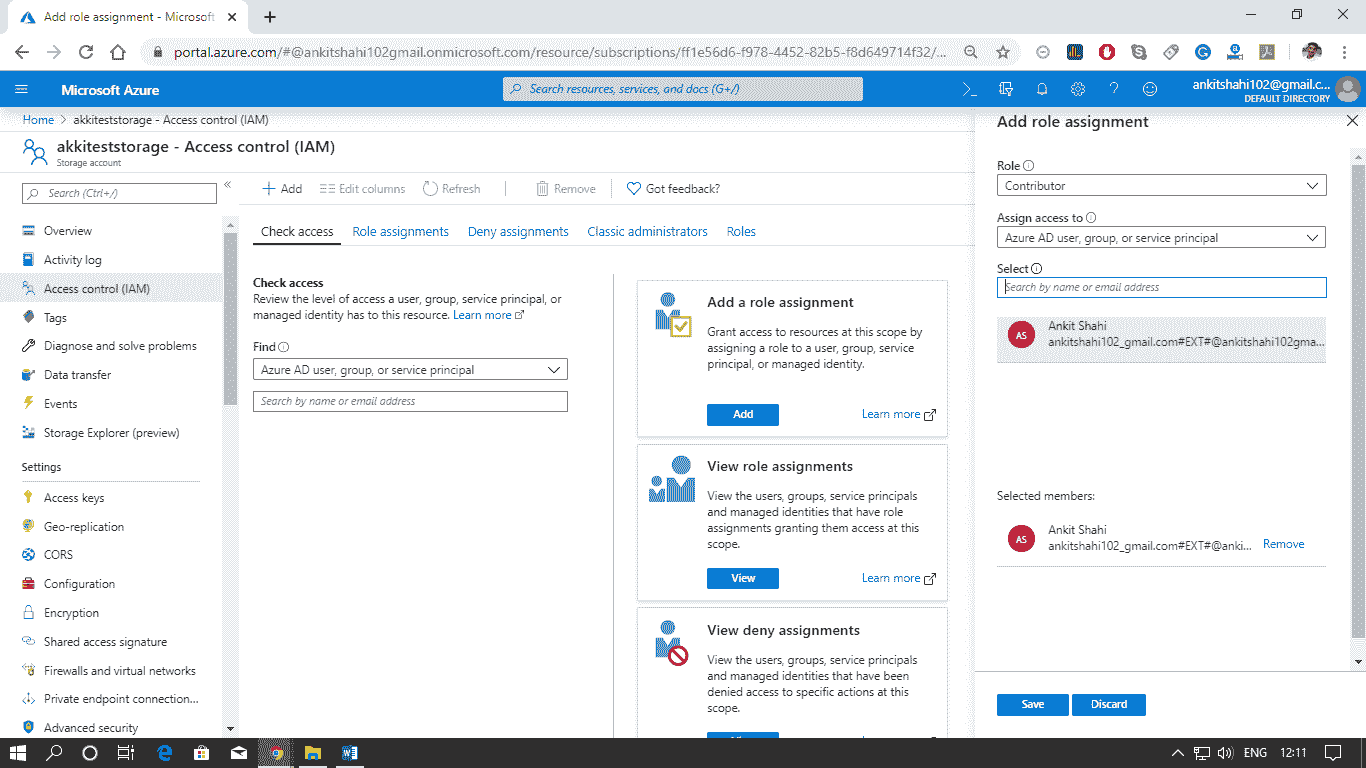 Add role assignment - Microsoft
portal.azure.com/#@ankitshahi102gmail.onmicrosoft.com/resource/subscriptions/ff1e56d6-f978-4452-82b5-f8d649714f32/...
Microsoft Azure
Search resources, services, and docs (G+/)
ankitshahi102@gmail.c...
DEFAULT DIRECTORY
Home > akkiteststorage - Access control (IAM)
akkiteststorage - Access control (IAM)
Storage account
Search (Ctrl+/)
«
Overview
Activity log
Access control (IAM)
Tags
Diagnose and solve problems
Data transfer
Events
Storage Explorer (preview)
Settings
Access keys
Geo-replication
CORS
Configuration
Encryption
Shared access signature
Firewalls and virtual networks
Private endpoint connection...
Advanced security
+ Add
Edit columns
Refresh
Remove
Got feedback?
Check access
Role assignments
Deny assignments
Classic administrators
Roles
Check access
Review the level of access a user, group, service principal, or
managed identity has to this resource. Learn more
Find
Azure AD user, group, or service principal
Search by name or email address
Add a role assignment
Grant access to resources at this scope by
assigning a role to a user, group, service
principal, or managed identity.
Add
Learn more
View role assignments
View the users, groups, service principals
and managed identities that have role
assignments granting them access at this
scope.
View
Learn more
View deny assignments
View the users, groups, service principals
and managed identities that have been
denied access to specific actions at this
scope.
Add role assignment
Role
Contributor
Assign access to
Azure AD user, group, or service principal
Select
Search by name or email address
AS
Ankit Shahi
ankitshahi102_gmail.com#EXT#@ankitshahi102gma...
Selected members:
AS
Ankit Shahi
ankitshahi102_gmail.com#EXT#@anki...
Remove
Save
Discard
ENG
12:11